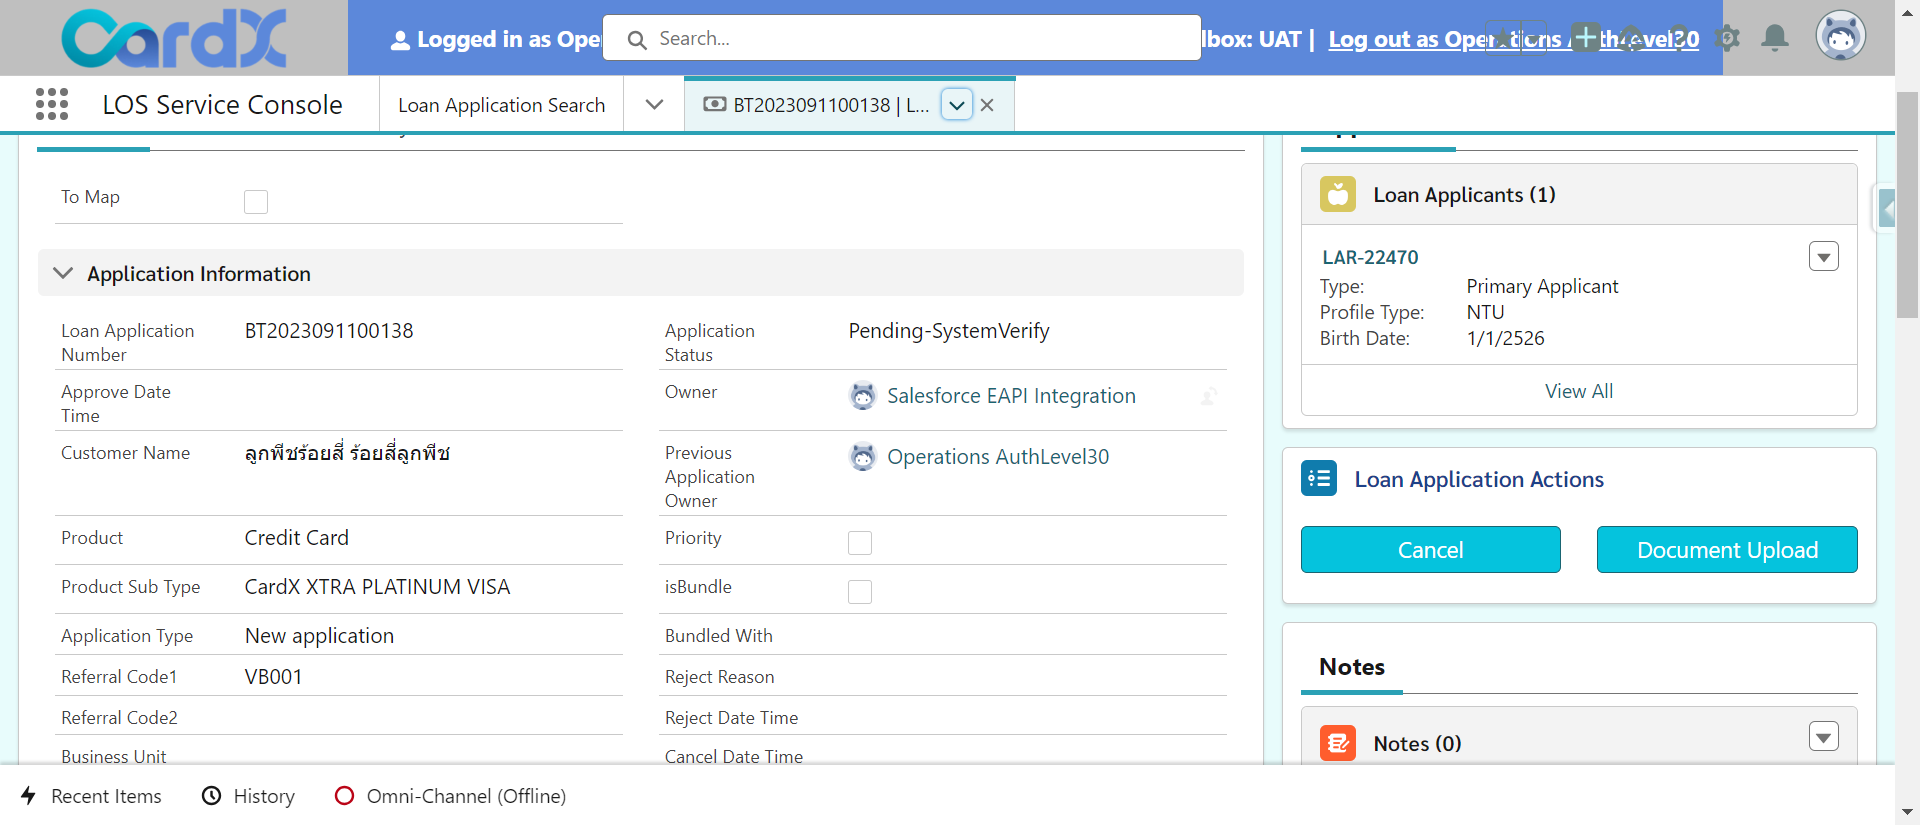 CardX
Logged in as Ope
Search...
box: UAT | Log out as Operations AuthLevel30
LOS Service Console
Loan Application Search
BT2023091100138 | L...
To Map
Application Information
Loan Application Number
BT2023091100138
Application Status
Pending-SystemVerify
Approve Date Time
Owner
Salesforce EAPI Integration
Customer Name
ลูกพีชร้อยสี่ ร้อยสี่ลูกพีช
Previous Application Owner
Operations AuthLevel30
Product
Credit Card
Priority
Product Sub Type
CardX XTRA PLATINUM VISA
isBundle
Application Type
New application
Bundled With
Referral Code1
VB001
Reject Reason
Referral Code2
Reject Date Time
Business Unit
Cancel Date Time
Loan Applicants (1)
LAR-22470
Type:
Primary Applicant
Profile Type:
NTU
Birth Date:
1/1/2526
View All
Loan Application Actions
Cancel
Document Upload
Notes
Notes (0)
Recent Items
History
Omni-Channel (Offline)